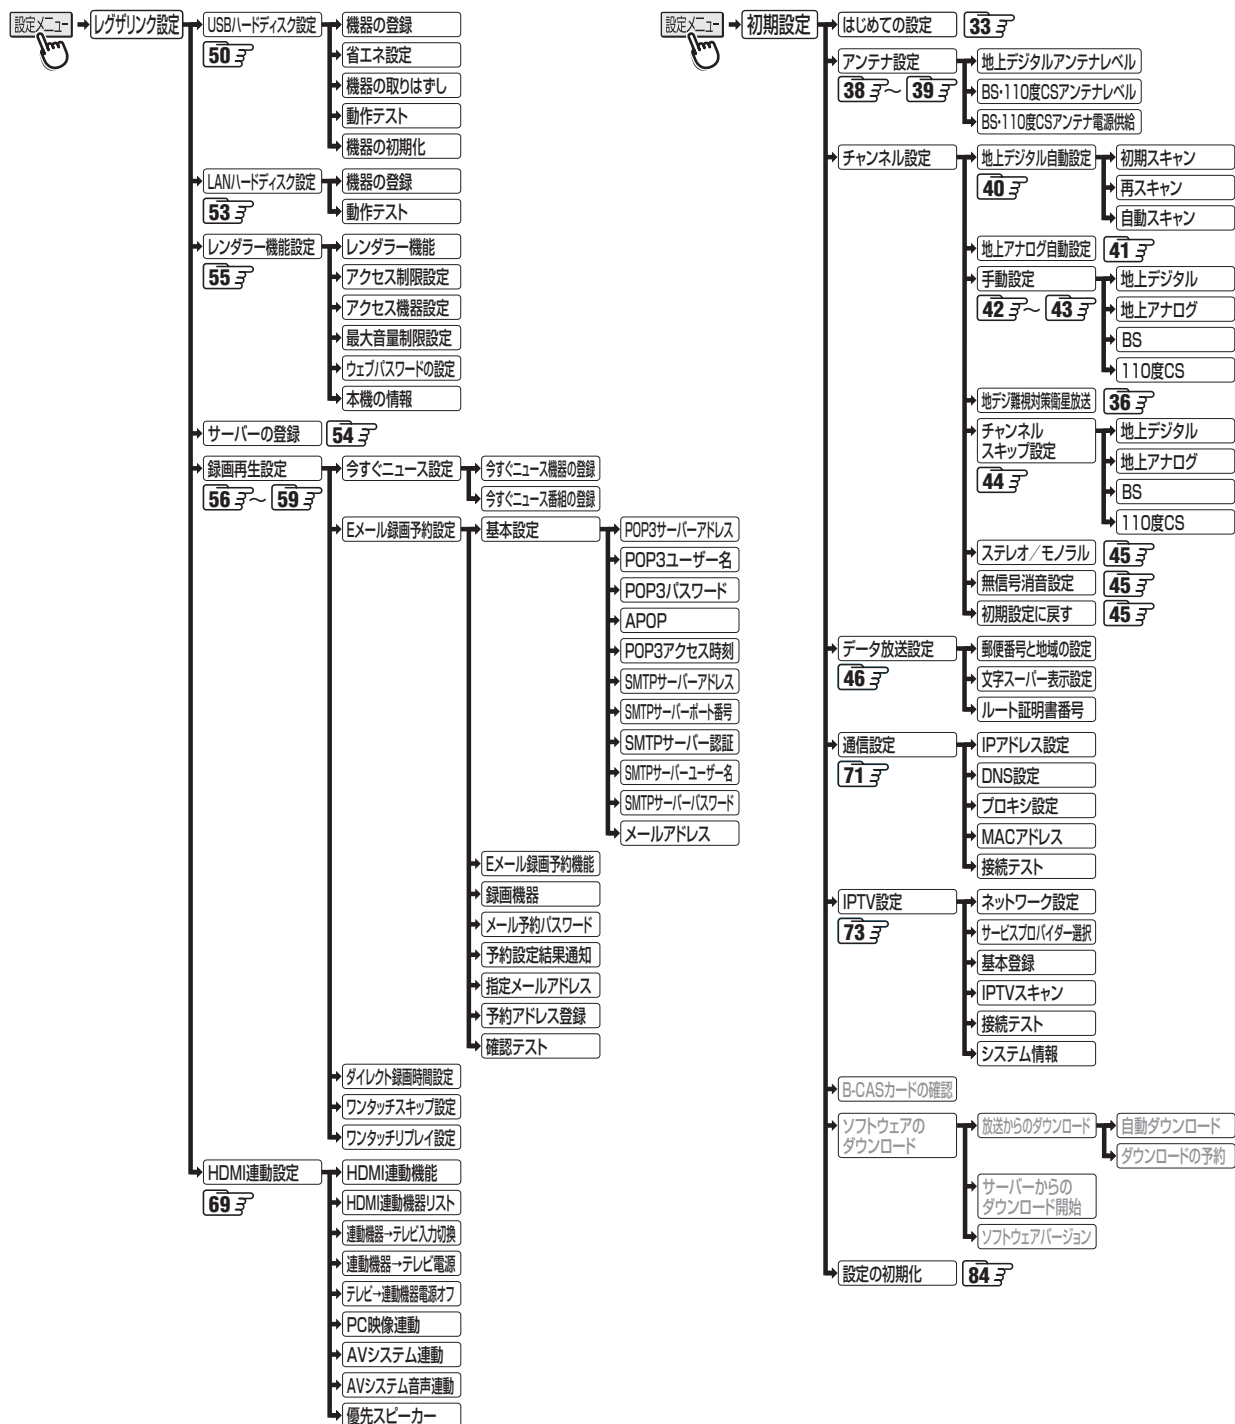 設定メニュー
レグザリンク設定
USBハードディスク設定
50
機器の登録
省エネ設定
機器の取りはずし
動作テスト
機器の初期化
LANハードディスク設定
53
機器の登録
動作テスト
レンダラー機能設定
55
レンダラー機能
アクセス制限設定
アクセス機器設定
最大音量制限設定
ウェブパスワードの設定
本機の情報
サーバーの登録 54
録画再生設定
56 ~ 59
今すぐニュース設定
今すぐニュース機器の登録
今すぐニュース番組の登録
Eメール録画予約設定
基本設定
POP3サーバーアドレス
POP3ユーザー名
POP3パスワード
APOP
POP3アクセス時刻
SMTPサーバーアドレス
SMTPサーバーポート番号
SMTPサーバー認証
SMTPサーバーユーザー名
SMTPサーバーパスワード
メールアドレス
Eメール録画予約機能
録画機器
メール予約パスワード
予約設定結果通知
指定メールアドレス
予約アドレス登録
確認テスト
ダイレクト録画時間設定
ワンタッチスキップ設定
ワンタッチリプレイ設定
HDMI連動設定
69
HDMI連動機能
HDMI連動機器リスト
連動機器→テレビ入力切換
連動機器→テレビ電源
テレビ→連動機器電源オフ
PC映像連動
AVシステム連動
AVシステム音声連動
優先スピーカー
設定メニュー
初期設定
はじめての設定 33
アンテナ設定
38 ~ 39
地上デジタルアンテナレベル
BS・110度CSアンテナレベル
BS・110度CSアンテナ電源供給
チャンネル設定
地上デジタル自動設定
40
初期スキャン
再スキャン
自動スキャン
地上アナログ自動設定 41
手動設定
42 ~ 43
地上デジタル
地上アナログ
BS
110度CS
地デジ難視対策衛星放送 36
チャンネル
スキップ設定
44
地上デジタル
地上アナログ
BS
110度CS
ステレオ/モノラル 45
無信号消音設定 45
初期設定に戻す 45
データ放送設定
46
郵便番号と地域の設定
文字スーパー表示設定
ルート証明書番号
通信設定
71
IPアドレス設定
DNS設定
プロキシ設定
MACアドレス
接続テスト
IPTV設定
73
ネットワーク設定
サービスプロバイダー選択
基本登録
IPTVスキャン
接続テスト
システム情報
B-CASカードの確認
ソフトウェアの
ダウンロード
放送からのダウンロード
自動ダウンロード
ダウンロードの予約
サーバーからの
ダウンロード開始
ソフトウェアバージョン
設定の初期化 84